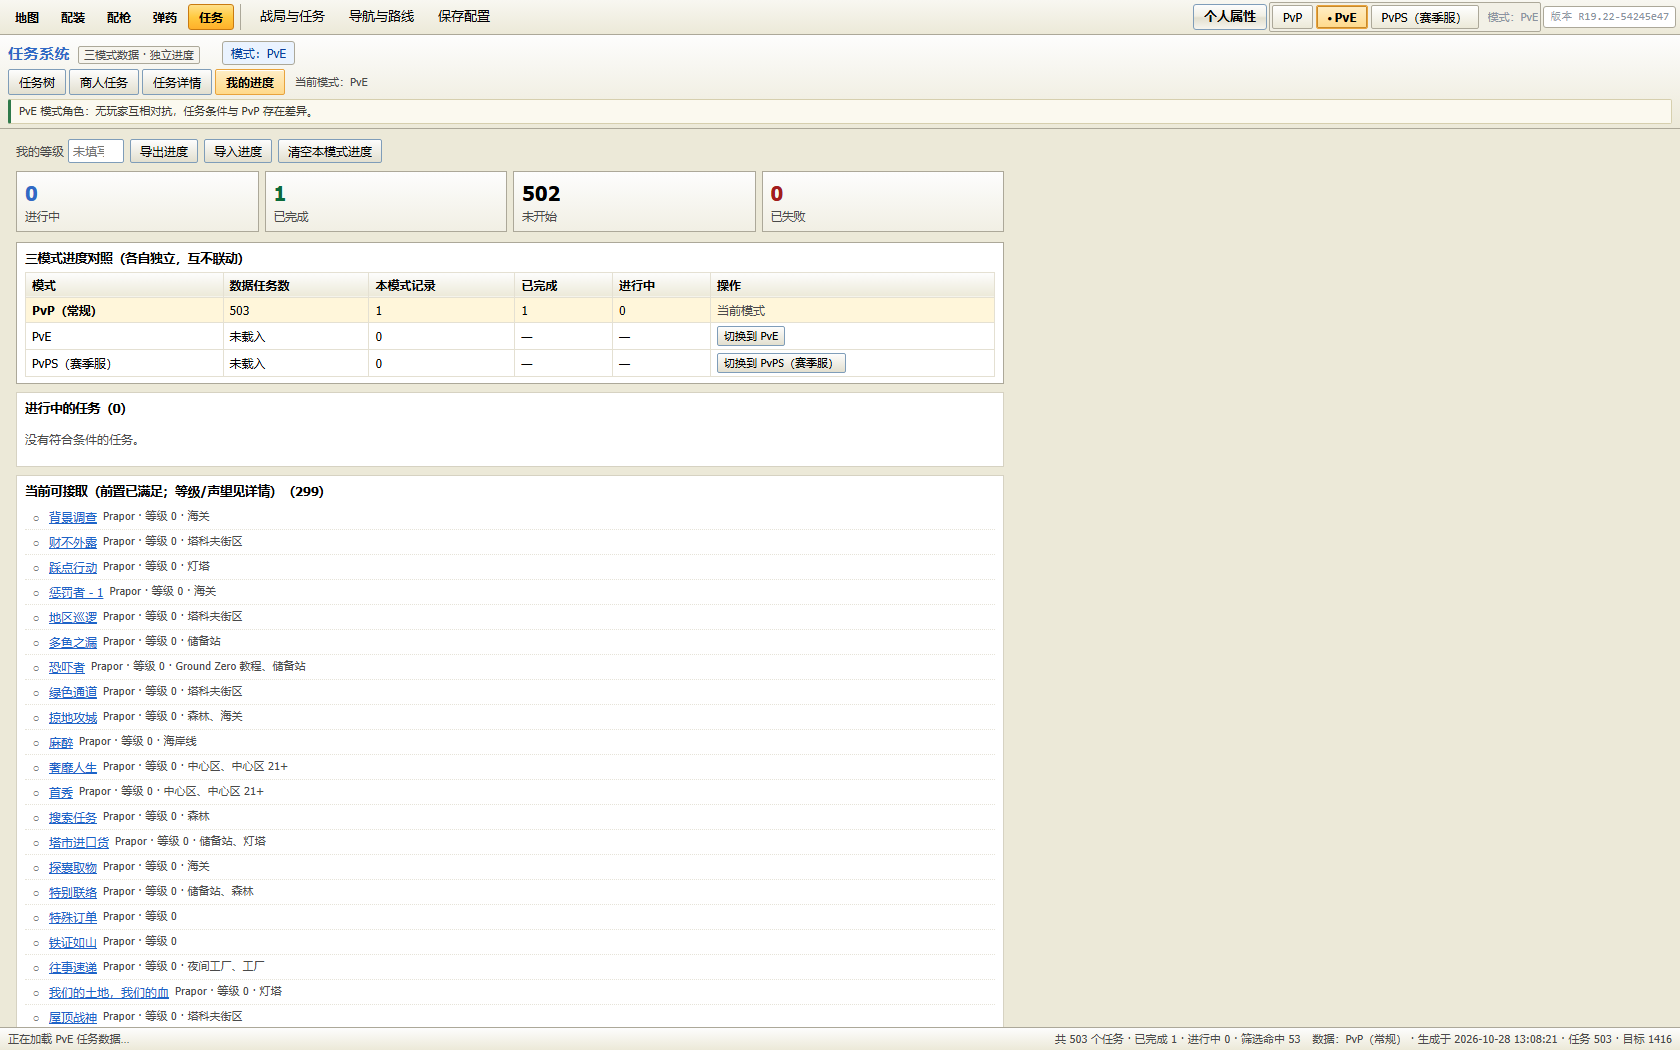 地图 配装 配枪 弹药 任务 战局与任务 导航与路线 保存配置 个人属性 PvP • PvE PvPS（赛季服） 模式：PvE 版本 R19.22-54245e47
任务系统 三模式数据 · 独立进度 模式：PvE
任务树 商人任务 任务详情 我的进度 当前模式：PvE
PvE 模式角色：无玩家互相对抗，任务条件与 PvP 存在差异。
我的等级 未填写 导出进度 导入进度 清空本模式进度
0 1 502 0
进行中 已完成 未开始 已失败
三模式进度对照（各自独立，互不联动）
模式 数据任务数 本模式记录 已完成 进行中 操作
PvP（常规） 503 1 1 0 当前模式
PvE 未载入 0 — — 切换到 PvE
PvPS（赛季服） 未载入 0 — — 切换到 PvPS（赛季服）
进行中的任务（0）
没有符合条件的任务。
当前可接取（前置已满足；等级/声望见详情）（299）
○ 背景调查 Prapor · 等级 0 · 海关
○ 财不外露 Prapor · 等级 0 · 塔科夫街区
○ 踩点行动 Prapor · 等级 0 · 灯塔
○ 惩罚者 - 1 Prapor · 等级 0 · 海关
○ 地区巡逻 Prapor · 等级 0 · 塔科夫街区
○ 多鱼之漏 Prapor · 等级 0 · 储备站
○ 恐吓者 Prapor · 等级 0 · Ground Zero 教程、储备站
○ 绿色通道 Prapor · 等级 0 · 塔科夫街区
○ 掠地攻城 Prapor · 等级 0 · 森林、海关
○ 麻醉 Prapor · 等级 0 · 海岸线
○ 奢靡人生 Prapor · 等级 0 · 中心区、中心区 21+
○ 首秀 Prapor · 等级 0 · 中心区、中心区 21+
○ 搜索任务 Prapor · 等级 0 · 森林
○ 塔市进口货 Prapor · 等级 0 · 储备站、灯塔
○ 探囊取物 Prapor · 等级 0 · 海关
○ 特别联络 Prapor · 等级 0 · 储备站、森林
○ 特殊订单 Prapor · 等级 0
○ 铁证如山 Prapor · 等级 0
○ 往事速递 Prapor · 等级 0 · 夜间工厂、工厂
○ 我们的土地，我们的血 Prapor · 等级 0 · 灯塔
○ 屋顶战神 Prapor · 等级 0 · 塔科夫街区
正在加载 PvE 任务数据... 共 503 个任务 · 已完成 1 · 进行中 0 · 筛选命中 53 数据：PvP（常规） · 生成于 2026-10-28 13:08:21 · 任务 503 · 目标 1416